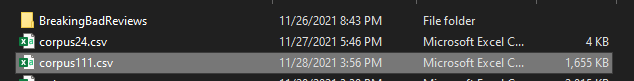 BreakingBadReviews 11/26/2021 8:43 PM File folder
corpus24.csv 11/27/2021 5:46 PM Microsoft Excel C... 4 KB
corpus111.csv 11/28/2021 3:56 PM Microsoft Excel C... 1,655 KB